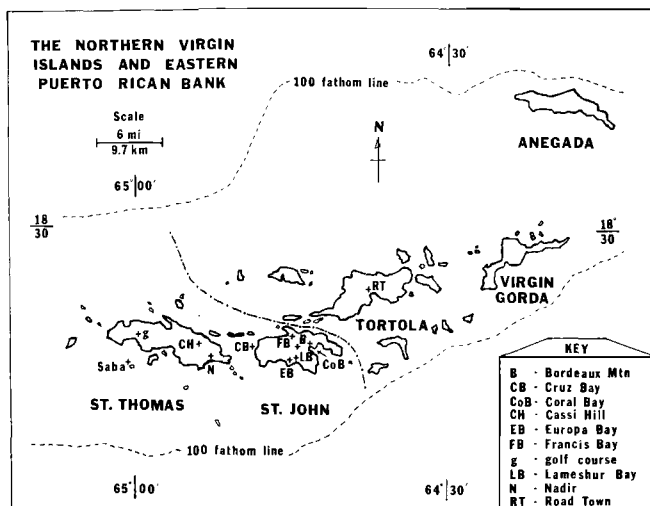 THE NORTHERN VIRGIN
ISLANDS AND EASTERN
PUERTO RICAN BANK
Scale
6 mi
9.7 km
64° 30'
100 fathom line
N
ANEGADA
65° 00'
18
30
18°
30
VIRGIN
GORDA
+RT
TORTOLA
+g
CH+
CB+
FB+
B
+LB
CoB
EB
N
Saba+
ST. THOMAS
ST. JOHN
100 fathom line
65° 00'
64° 30'
KEY
B - Bordeaux Mtn
CB - Cruz Bay
CoB - Coral Bay
CH - Cassi Hill
EB - Europa Bay
FB - Francis Bay
g - golf course
LB - Lameshur Bay
N - Nadir
RT - Road Town